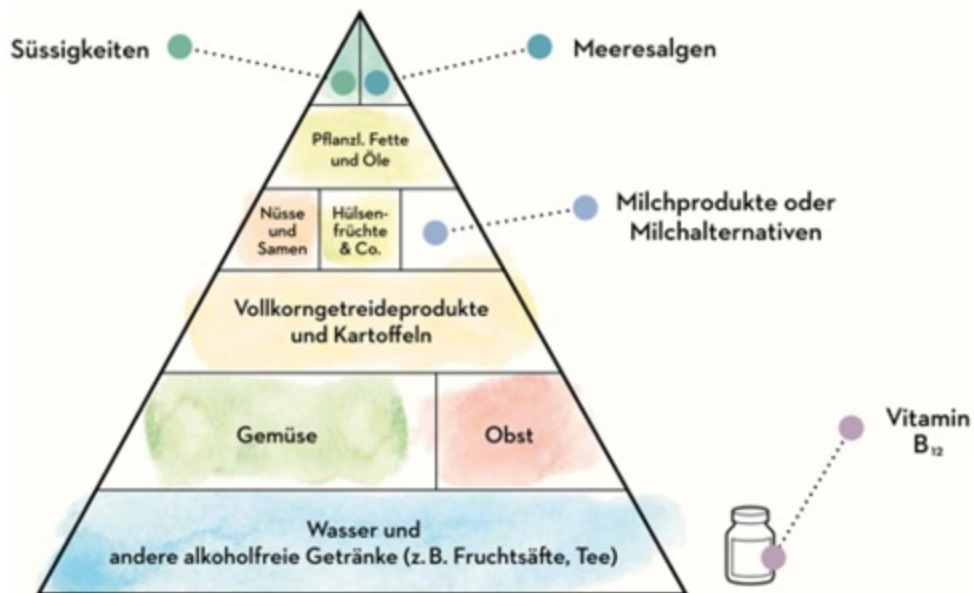 Süssigkeiten
Meeresalgen
Pflanzl. Fette
und Öle
Nüsse
und
Samen
Hülsen-
früchte
& Co.
Milchprodukte oder
Milchalternativen
Vollkorngetreideprodukte
und Kartoffeln
Gemüse
Obst
Vitamin
B₁₂
Wasser und
andere alkoholfreie Getränke (z. B. Fruchtsäfte, Tee)